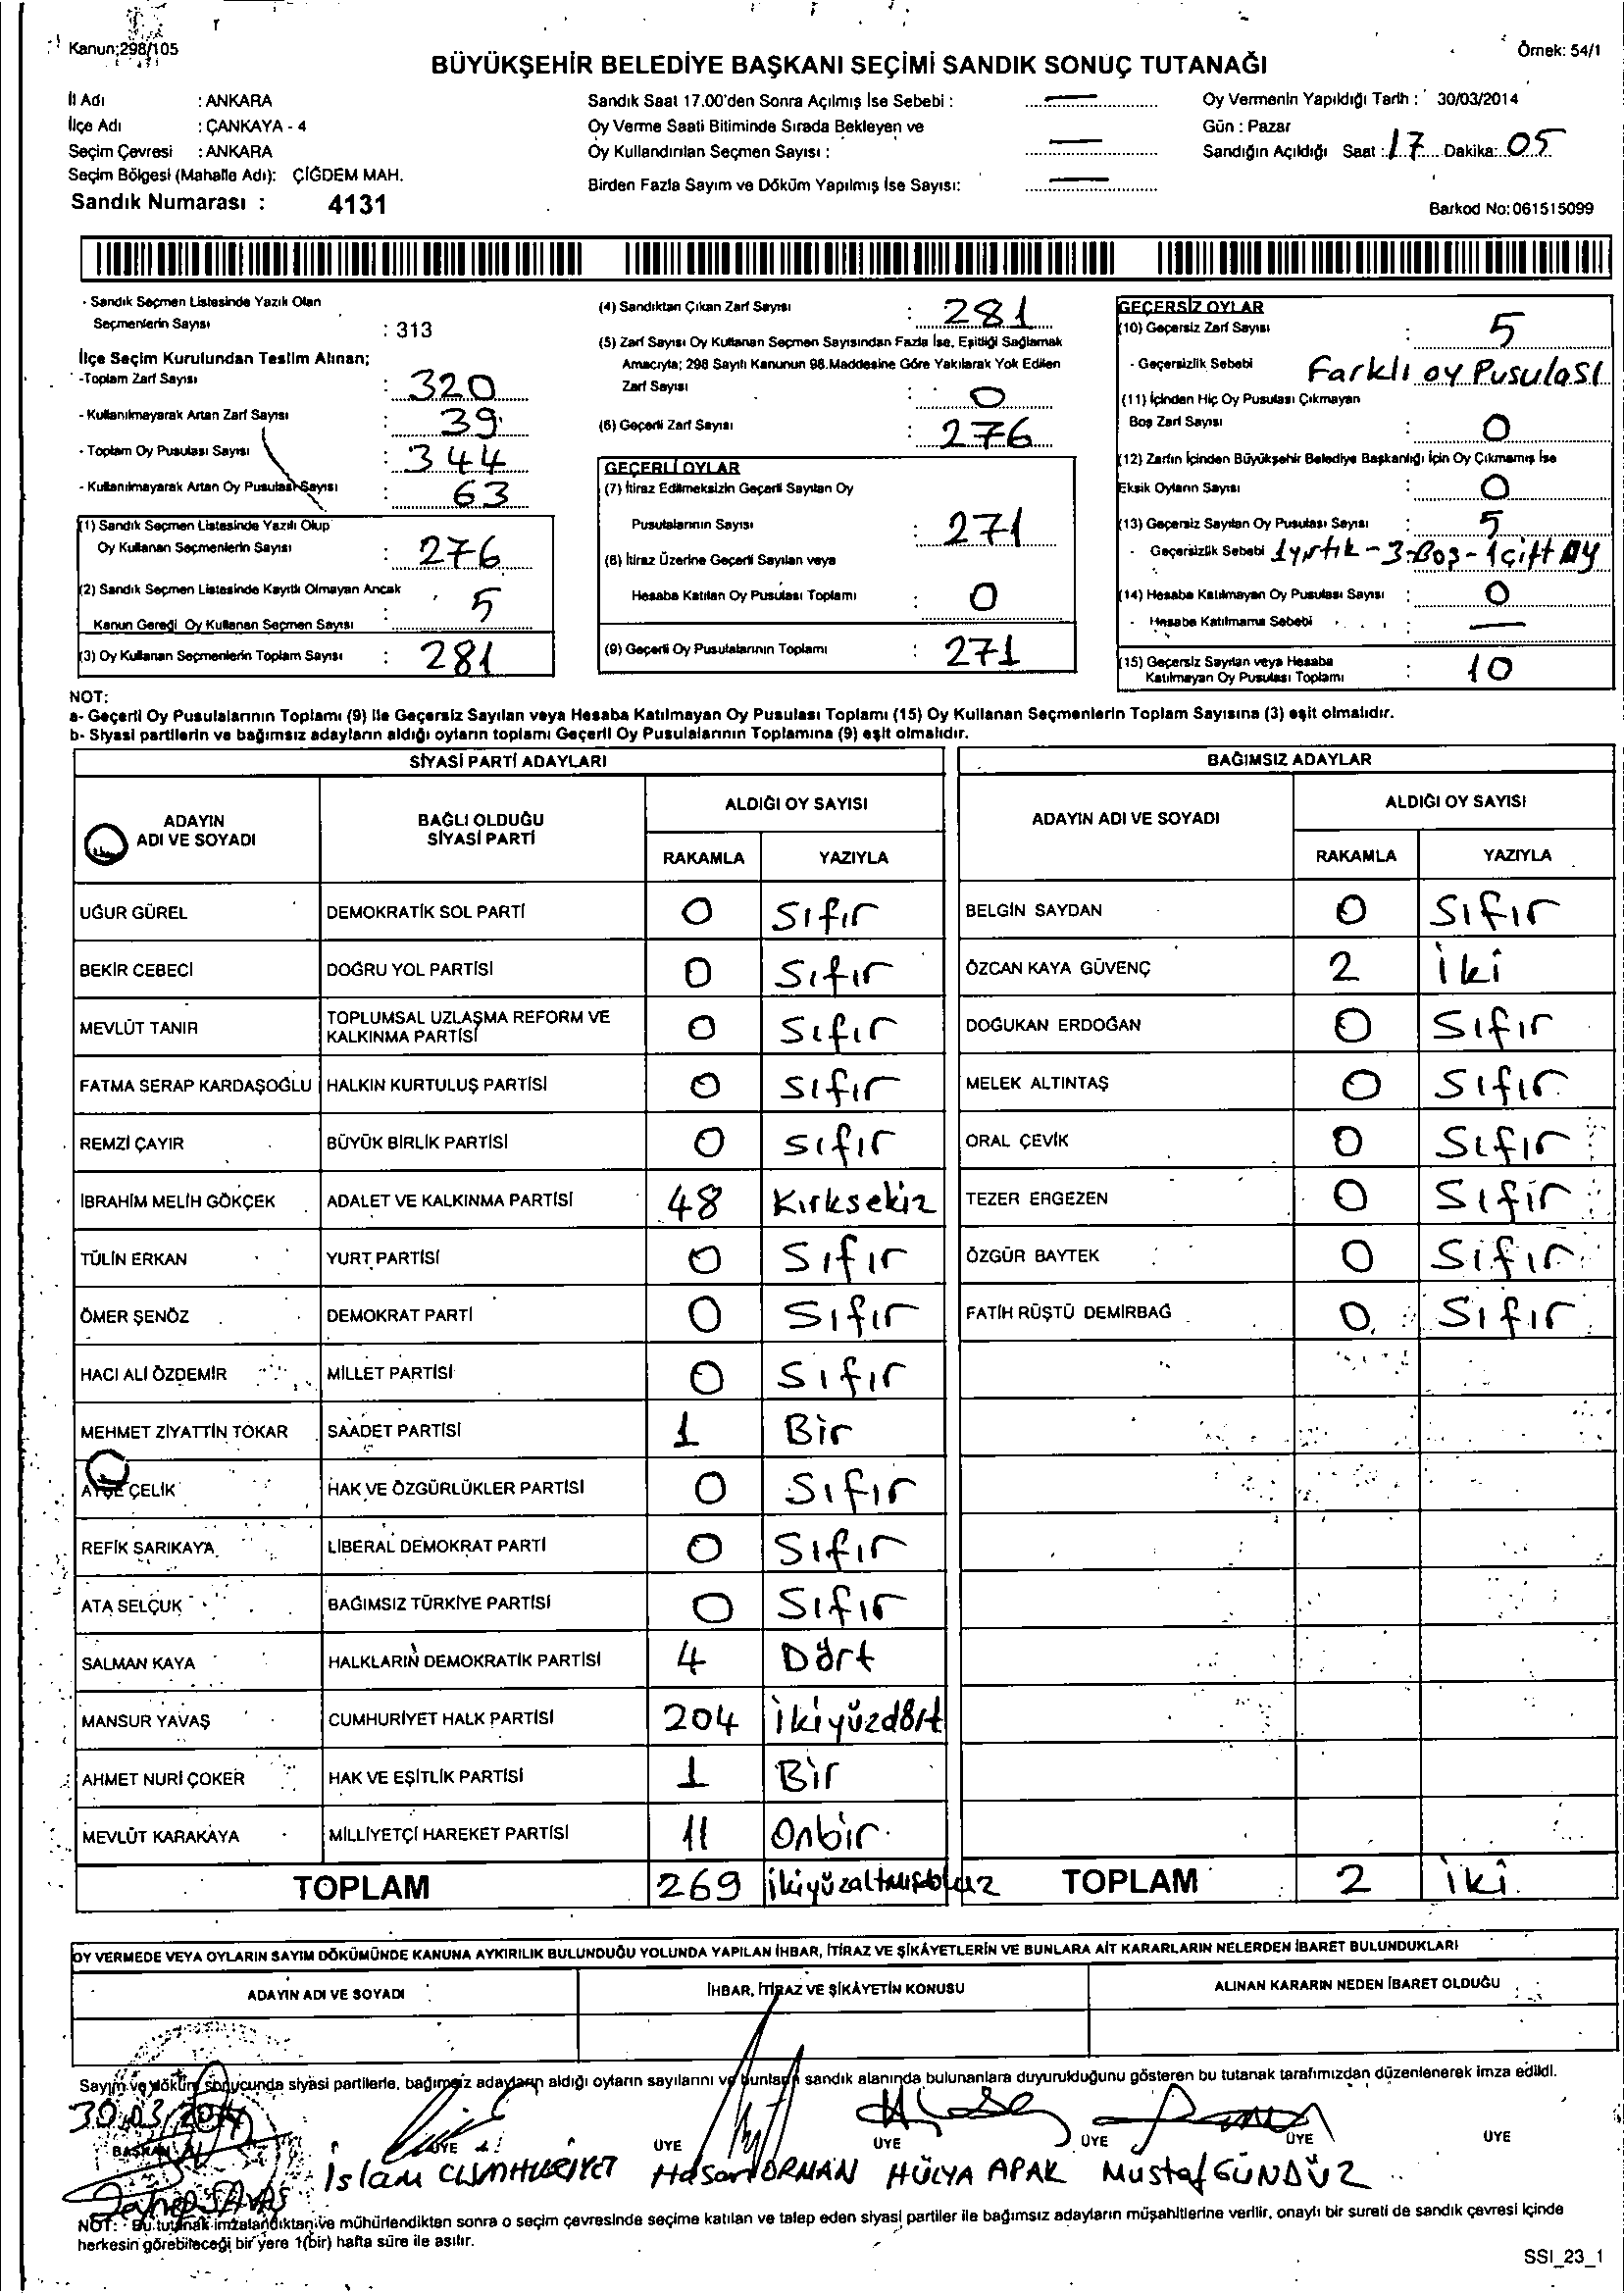 Kanun;298/105
Örnek: 54/1
BÜYÜKŞEHİR BELEDİYE BAŞKANI SEÇİMİ SANDIK SONUÇ TUTANAĞI
İl Adı : ANKARA
İlçe Adı : ÇANKAYA - 4
Seçim Çevresi : ANKARA
Seçim Bölgesi (Mahalle Adı): ÇİĞDEM MAH.
Sandık Numarası : 4131
Sandık Saat 17.00'den Sonra Açılmış İse Sebebi : —
Oy Verme Saati Bitiminde Sırada Bekleyen ve
Oy Kullandırılan Seçmen Sayısı : —
Birden Fazla Sayım ve Döküm Yapılmış İse Sayısı: —
Oy Vermenin Yapıldığı Tarih : 30/03/2014
Gün : Pazar
Sandığın Açıldığı Saat : 17 Dakika: 05
Barkod No: 061515099
- Sandık Seçmen Listesinde Yazılı Olan
Seçmenlerin Sayısı : 313
İlçe Seçim Kurulundan Teslim Alınan;
-Toplam Zarf Sayısı : 320
- Kullanılmayarak Artan Zarf Sayısı : 39
- Toplam Oy Pusulası Sayısı : 344
- Kullanılmayarak Artan Oy Pusulası Sayısı : 63
(1) Sandık Seçmen Listesinde Yazılı Olup
Oy Kullanan Seçmenlerin Sayısı : 276
(2) Sandık Seçmen Listesinde Kayıtlı Olmayan Ancak
Kanun Gereği Oy Kullanan Seçmen Sayısı : 5
(3) Oy Kullanan Seçmenlerin Toplam Sayısı : 281
(4) Sandıktan Çıkan Zarf Sayısı : 281
(5) Zarf Sayısı Oy Kullanan Seçmen Sayısından Fazla İse, Eşitliği Sağlamak
Amacıyla; 298 Sayılı Kanunun 98.Maddesine Göre Yakılarak Yok Edilen
Zarf Sayısı : 0
(6) Geçerli Zarf Sayısı : 276
GEÇERLİ OYLAR
(7) İtiraz Edilmeksizin Geçerli Sayılan Oy
Pusulalarının Sayısı : 271
(8) İtiraz Üzerine Geçerli Sayılan veya
Hesaba Katılan Oy Pusulası Toplamı : 0
(9) Geçerli Oy Pusulalarının Toplamı : 271
GEÇERSİZ OYLAR
(10) Geçersiz Zarf Sayısı : 5
- Geçersizlik Sebebi Farklı oy Pusulası
(11) İçinden Hiç Oy Pusulası Çıkmayan
Boş Zarf Sayısı : 0
(12) Zarfın İçinden Büyükşehir Belediye Başkanlığı İçin Oy Çıkmamış İse
Eksik Oyların Sayısı : 0
(13) Geçersiz Sayılan Oy Pusulası Sayısı : 5
- Geçersizlik Sebebi 1yırtık-3-Boş-1çift oy
(14) Hesaba Katılmayan Oy Pusulası Sayısı : 0
- Hesaba Katılmama Sebebi : —
(15) Geçersiz Sayılan veya Hesaba
Katılmayan Oy Pusulası Toplamı : 10
NOT:
a- Geçerli Oy Pusulalarının Toplamı (9) ile Geçersiz Sayılan veya Hesaba Katılmayan Oy Pusulası Toplamı (15) Oy Kullanan Seçmenlerin Toplam Sayısına (3) eşit olmalıdır.
b- Siyasi partilerin ve bağımsız adayların aldığı oyların toplamı Geçerli Oy Pusulalarının Toplamına (9) eşit olmalıdır.
SİYASİ PARTİ ADAYLARI
ADAYIN ADI VE SOYADI
BAĞLI OLDUĞU SİYASİ PARTİ
ALDIĞI OY SAYISI
RAKAMLA YAZIYLA
UĞUR GÜREL DEMOKRATİK SOL PARTİ 0 Sıfır
BEKİR CEBECİ DOĞRU YOL PARTİSİ 0 Sıfır
MEVLÜT TANIR TOPLUMSAL UZLAŞMA REFORM VE KALKINMA PARTİSİ 0 Sıfır
FATMA SERAP KARDAŞOĞLU HALKIN KURTULUŞ PARTİSİ 0 Sıfır
REMZİ ÇAYIR BÜYÜK BİRLİK PARTİSİ 0 sıfır
İBRAHİM MELİH GÖKÇEK ADALET VE KALKINMA PARTİSİ 48 Kırksekiz
TÜLİN ERKAN YURT PARTİSİ 0 Sıfır
ÖMER ŞENÖZ DEMOKRAT PARTİ 0 Sıfır
HACI ALİ ÖZDEMİR MİLLET PARTİSİ 0 Sıfır
MEHMET ZİYATTİN TOKAR SAADET PARTİSİ 1 Bir
AYŞE ÇELİK HAK VE ÖZGÜRLÜKLER PARTİSİ 0 Sıfır
REFİK SARIKAYA LİBERAL DEMOKRAT PARTİ 0 Sıfır
ATA SELÇUK BAĞIMSIZ TÜRKİYE PARTİSİ 0 Sıfır
SALMAN KAYA HALKLARIN DEMOKRATİK PARTİSİ 4 Dört
MANSUR YAVAŞ CUMHURİYET HALK PARTİSİ 204 ikiyüzdört
AHMET NURİ ÇOKER HAK VE EŞİTLİK PARTİSİ 1 Bir
MEVLÜT KARAKAYA MİLLİYETÇİ HAREKET PARTİSİ 11 Onbir
TOPLAM 269 ikiyüzaltmışdokuz
BAĞIMSIZ ADAYLAR
ADAYIN ADI VE SOYADI
ALDIĞI OY SAYISI
RAKAMLA YAZIYLA
BELGİN SAYDAN 0 Sıfır
ÖZCAN KAYA GÜVENÇ 2 iki
DOĞUKAN ERDOĞAN 0 Sıfır
MELEK ALTINTAŞ 0 Sıfır
ORAL ÇEVİK 0 Sıfır
TEZER ERGEZEN 0 Sıfır
ÖZGÜR BAYTEK 0 Sıfır
FATİH RÜŞTÜ DEMİRBAĞ 0 Sıfır
TOPLAM 2 iki
OY VERMEDE VEYA OYLARIN SAYIM DÖKÜMÜNDE KANUNA AYKIRILIK BULUNDUĞU YOLUNDA YAPILAN İHBAR, İTİRAZ VE ŞİKÂYETLERİN VE BUNLARA AİT KARARLARIN NELERDEN İBARET BULUNDUKLARI
ADAYIN ADI VE SOYADI
İHBAR, İTİRAZ VE ŞİKÂYETİN KONUSU
ALINAN KARARIN NEDEN İBARET OLDUĞU
Sayım ve döküm sonucunda siyasi partilerle, bağımsız adayların aldığı oyların sayılarını ve bunların sandık alanında bulunanlara duyurulduğunu gösteren bu tutanak tarafımızdan düzenlenerek imza edildi.
30.03.2014
BAŞKAN ÜYE ÜYE ÜYE ÜYE ÜYE ÜYE
İslam CUMHURİYET Hasan ORMAN HÜLYA APAK Mustafa GÜNDÜZ
NOT: - Bu tutanak imzalandıktan ve mühürlendikten sonra o seçim çevresinde seçime katılan ve talep eden siyasi partiler ile bağımsız adayların müşahitlerine verilir, onaylı bir sureti de sandık çevresi içinde
herkesin görebileceği bir yere 1(bir) hafta süre ile asılır.
SSI_23_1